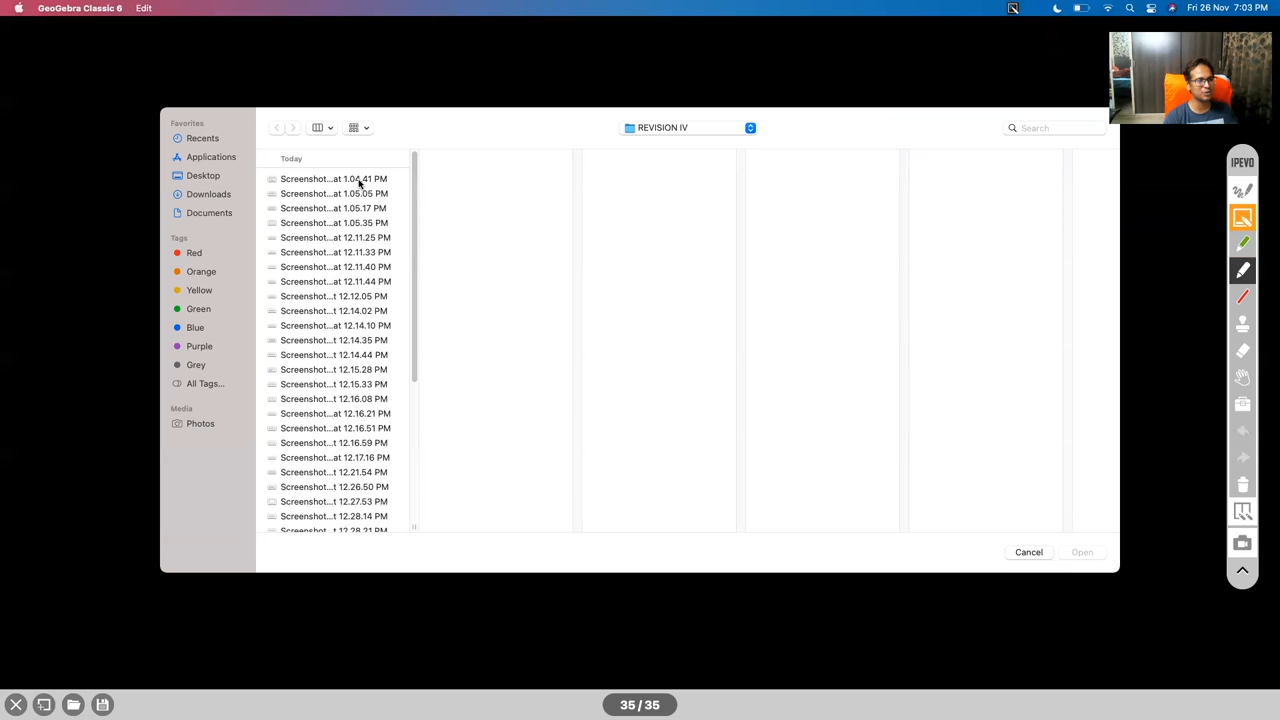 GeoGebra Classic 6 Edit Fri 26 Nov 7:03 PM
Favorites
Recents
Applications
Desktop
Downloads
Documents
Tags
Red
Orange
Yellow
Green
Blue
Purple
Grey
All Tags...
Media
Photos
REVISION IV
Search
Today
Screenshot...at 1.04.41 PM
Screenshot...at 1.05.05 PM
Screenshot...at 1.05.17 PM
Screenshot...at 1.05.35 PM
Screenshot...at 12.11.25 PM
Screenshot...at 12.11.33 PM
Screenshot...at 12.11.40 PM
Screenshot...at 12.11.44 PM
Screenshot...t 12.12.05 PM
Screenshot...t 12.14.02 PM
Screenshot...at 12.14.10 PM
Screenshot...t 12.14.35 PM
Screenshot...t 12.14.44 PM
Screenshot...t 12.15.28 PM
Screenshot...t 12.15.33 PM
Screenshot...t 12.16.08 PM
Screenshot...at 12.16.21 PM
Screenshot...at 12.16.51 PM
Screenshot...t 12.16.59 PM
Screenshot...at 12.17.16 PM
Screenshot...t 12.21.54 PM
Screenshot...t 12.26.50 PM
Screenshot...t 12.27.53 PM
Screenshot...t 12.28.14 PM
Screenshot...t 12.28.21 PM
Cancel Open
IPEVO
35 / 35